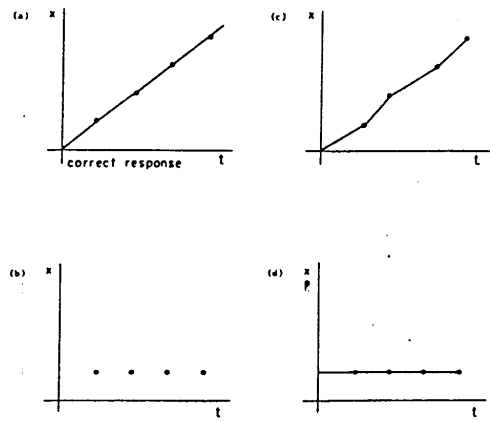 (a) x
correct response t
(c) x
t
(b) x
t
(d) x
P
t